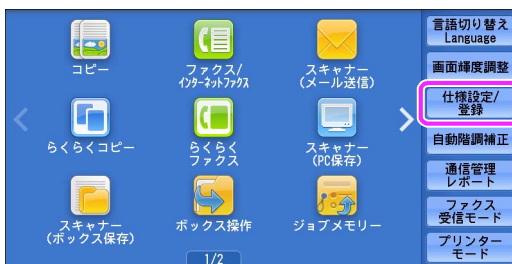 コピー
ファクス/
インターネットファクス
スキャナー
(メール送信)
らくらくコピー
らくらく
ファクス
スキャナー
(PC保存)
スキャナー
(ボックス保存)
ボックス操作
ジョブメモリー
1/2
言語切り替え
Language
画面輝度調整
仕様設定/
登録
自動階調補正
通信管理
レポート
ファクス
受信モード
プリンター
モード